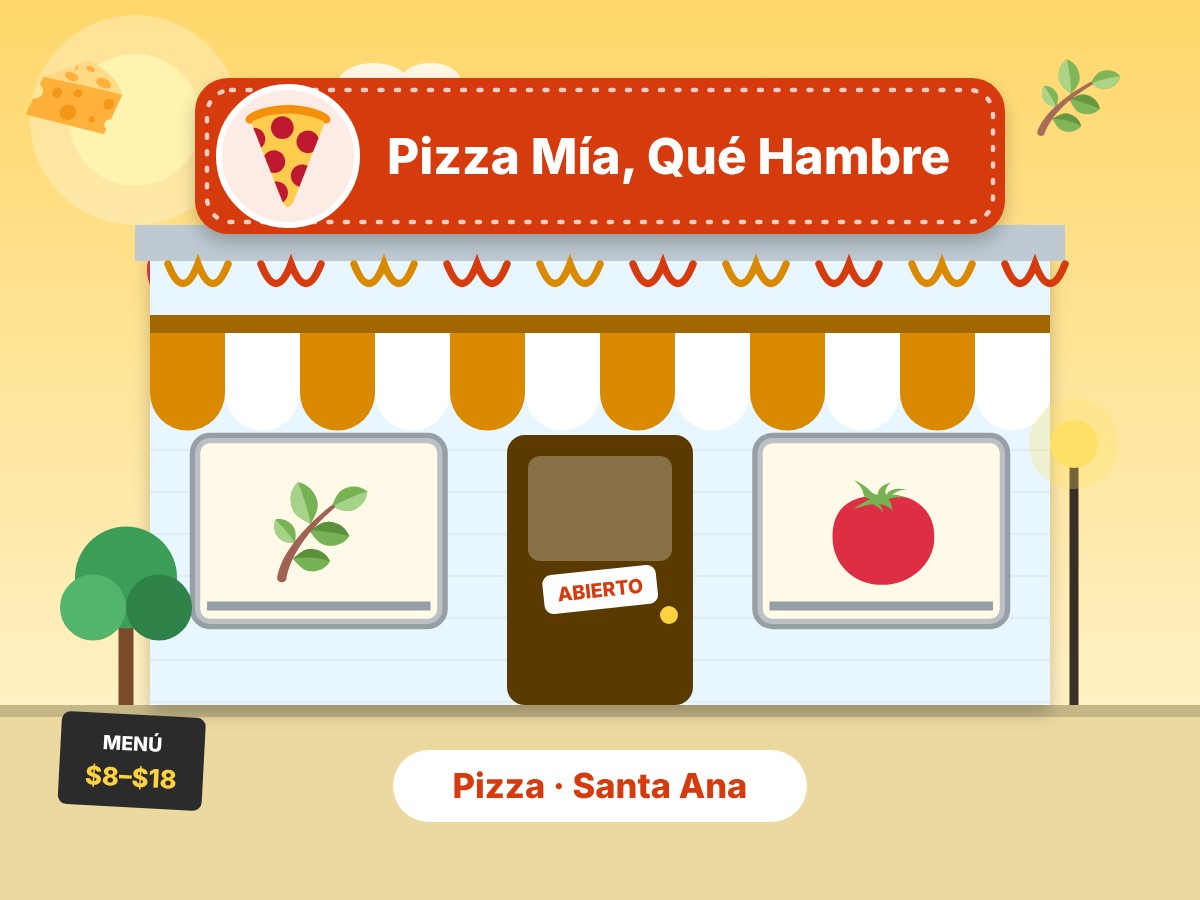 Pizza Mía, Qué Hambre
ABIERTO
MENÚ
$8–$18
Pizza · Santa Ana